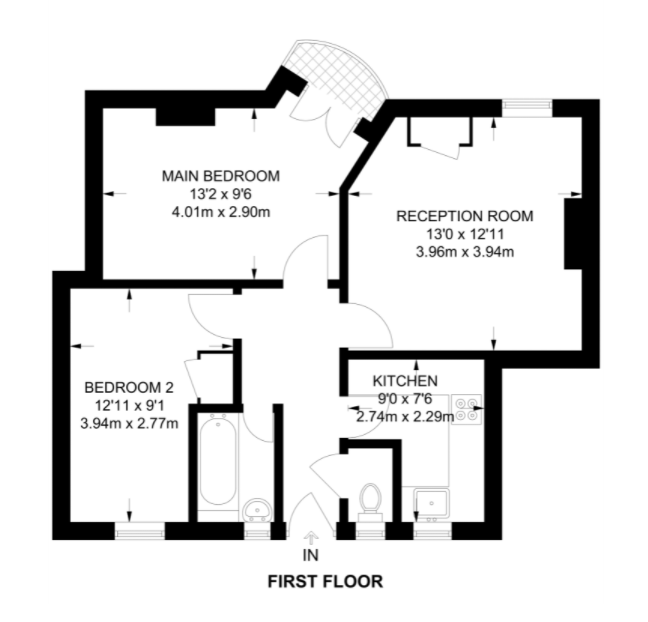 MAIN BEDROOM
13'2 x 9'6
4.01m x 2.90m
RECEPTION ROOM
13'0 x 12'11
3.96m x 3.94m
BEDROOM 2
12'11 x 9'1
3.94m x 2.77m
KITCHEN
9'0 x 7'6
2.74m x 2.29m
IN
FIRST FLOOR